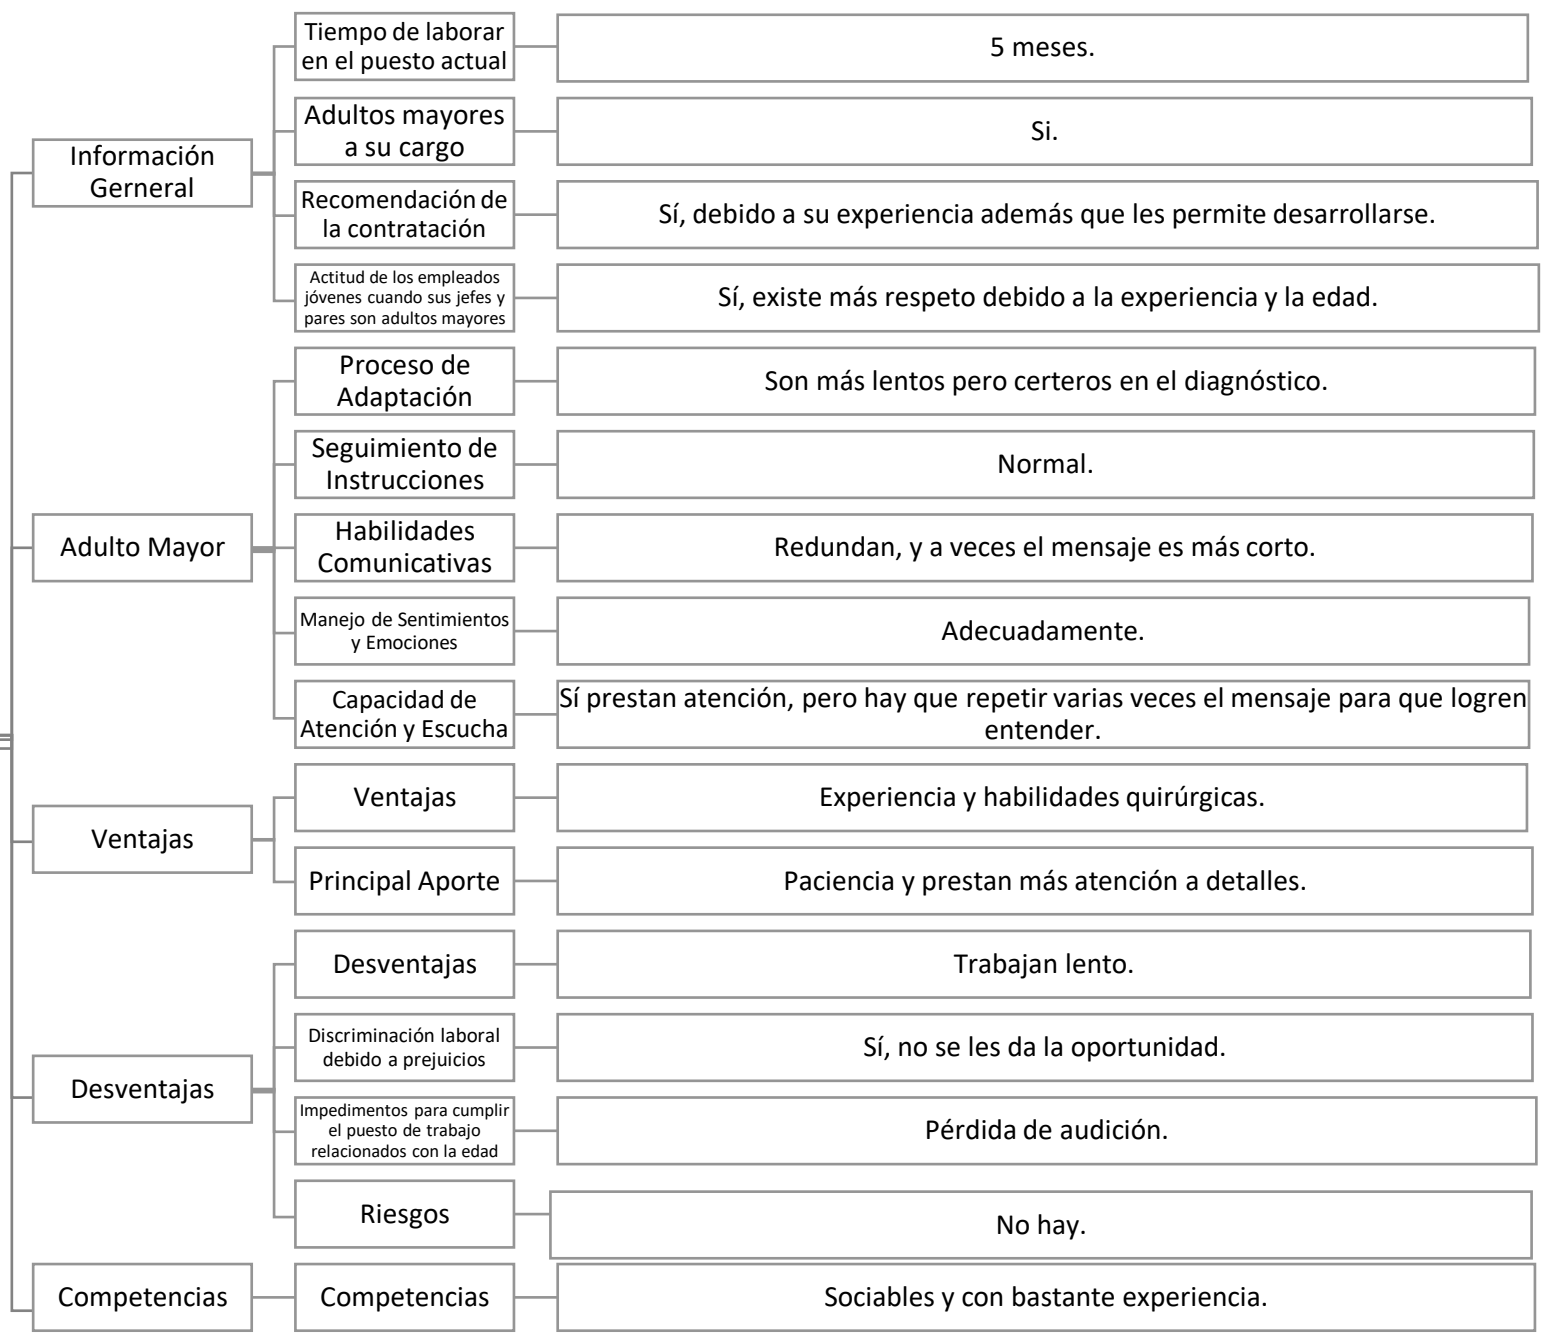 Tiempo de laborar
en el puesto actual
5 meses.
Adultos mayores
a su cargo
Si.
Información
Gerneral
Recomendación de
la contratación
Sí, debido a su experiencia además que les permite desarrollarse.
Actitud de los empleados
jóvenes cuando sus jefes y
pares son adultos mayores
Sí, existe más respeto debido a la experiencia y la edad.
Proceso de
Adaptación
Son más lentos pero certeros en el diagnóstico.
Seguimiento de
Instrucciones
Normal.
Adulto Mayor
Habilidades
Comunicativas
Redundan, y a veces el mensaje es más corto.
Manejo de Sentimientos
y Emociones
Adecuadamente.
Capacidad de
Atención y Escucha
Sí prestan atención, pero hay que repetir varias veces el mensaje para que logren
entender.
Ventajas
Ventajas
Experiencia y habilidades quirúrgicas.
Principal Aporte
Paciencia y prestan más atención a detalles.
Desventajas
Desventajas
Trabajan lento.
Discriminación laboral
debido a prejuicios
Sí, no se les da la oportunidad.
Impedimentos para cumplir
el puesto de trabajo
relacionados con la edad
Pérdida de audición.
Riesgos
No hay.
Competencias
Competencias
Sociables y con bastante experiencia.